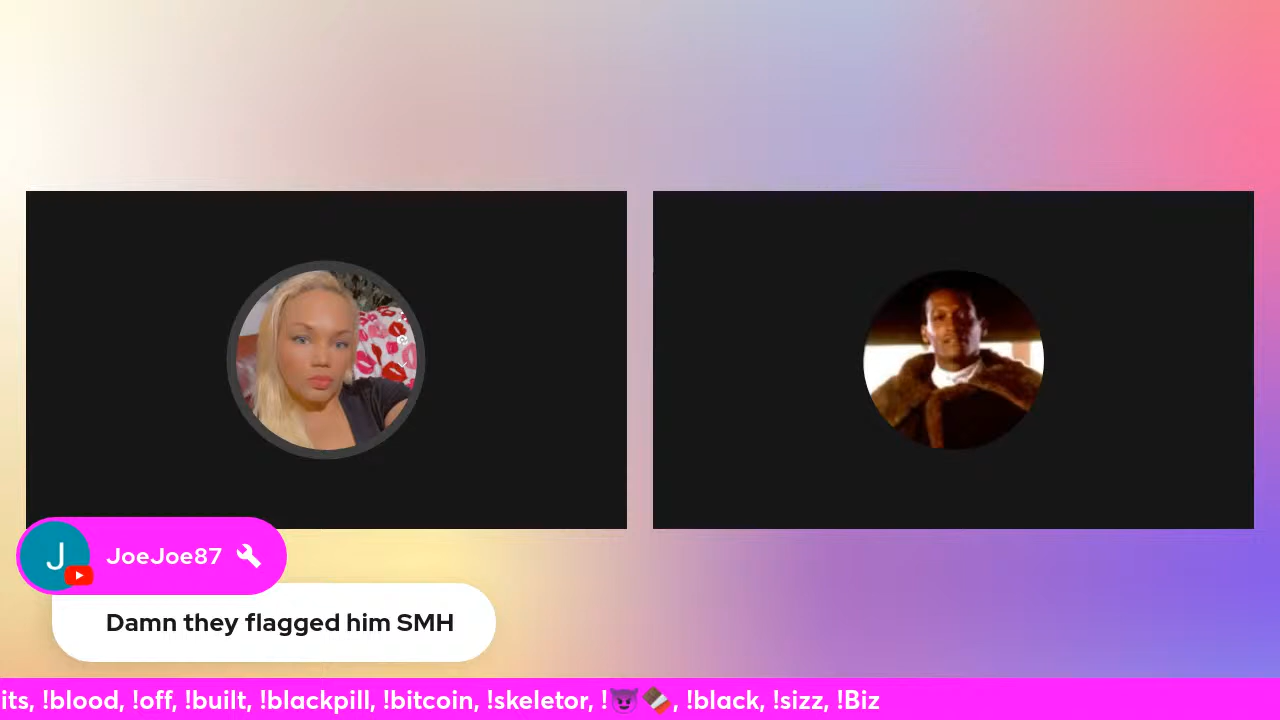 J JoeJoe87
Damn they flagged him SMH
its, !blood, !off, !built, !blackpill, !bitcoin, !skeletor, !😈🍫, !black, !sizz, !Biz